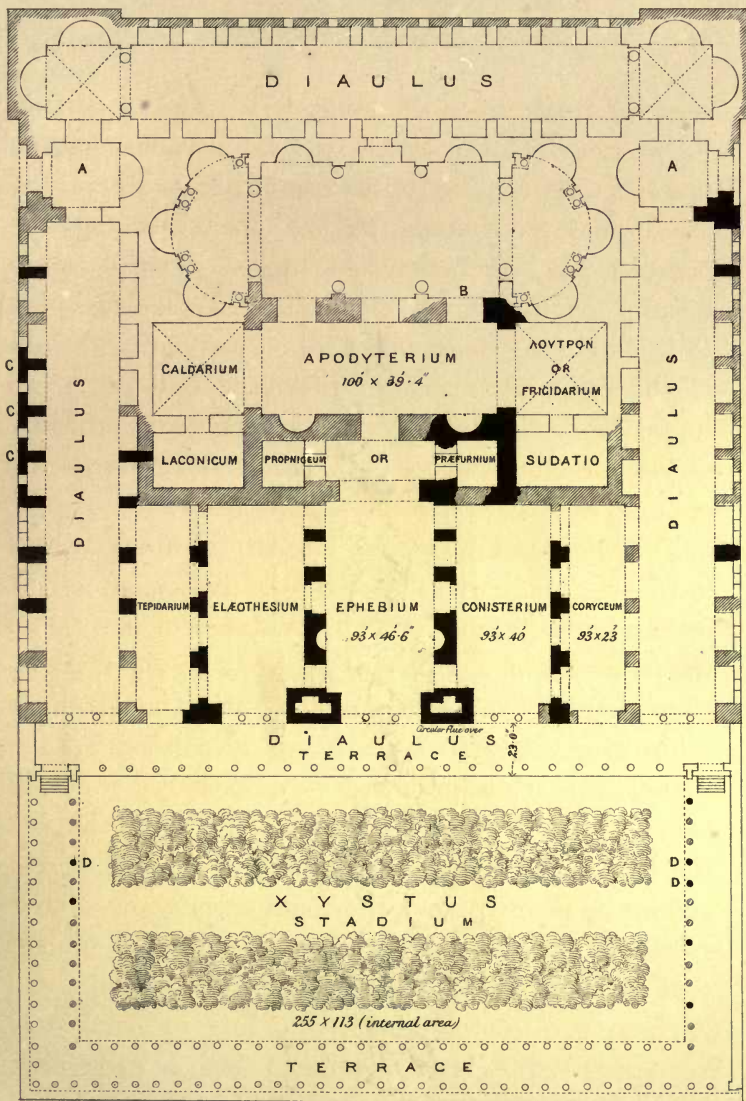 DIAULUS
A
A
B
CALDARIUM
APODYTERIUM
100' × 39'·4"
ΛΟΥΤΡΟΝ
OR
FRIGIDARIUM
C
C
C
DIAULUS
DIAULUS
LACONICUM
PROPNIGEUM
OR
PRÆFURNIUM
SUDATIO
TEPIDARIUM
ELÆOTHESIUM
EPHEBIUM
93' × 46'·6"
CONISTERIUM
93' × 40'
CORYCEUM
93' × 23'
Circular Flue over
DIAULUS
TERRACE
23·0"
D
D
D
XYSTUS
STADIUM
255 × 113 (internal area)
TERRACE